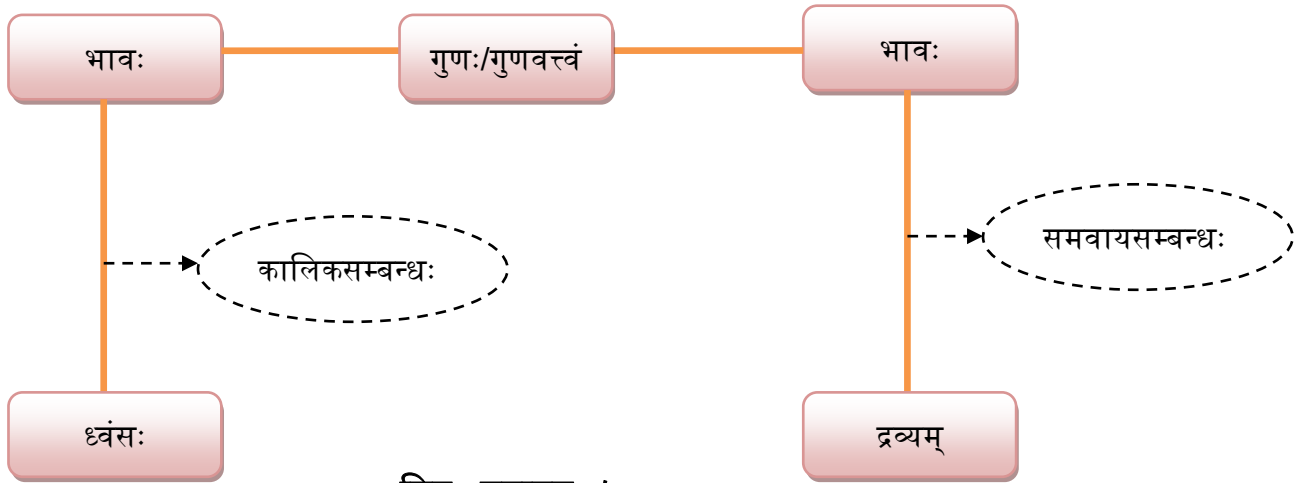 भावः
गुणः/गुणवत्त्वं
भावः
कालिकसम्बन्धः
समवायसम्बन्धः
ध्वंसः
द्रव्यम्